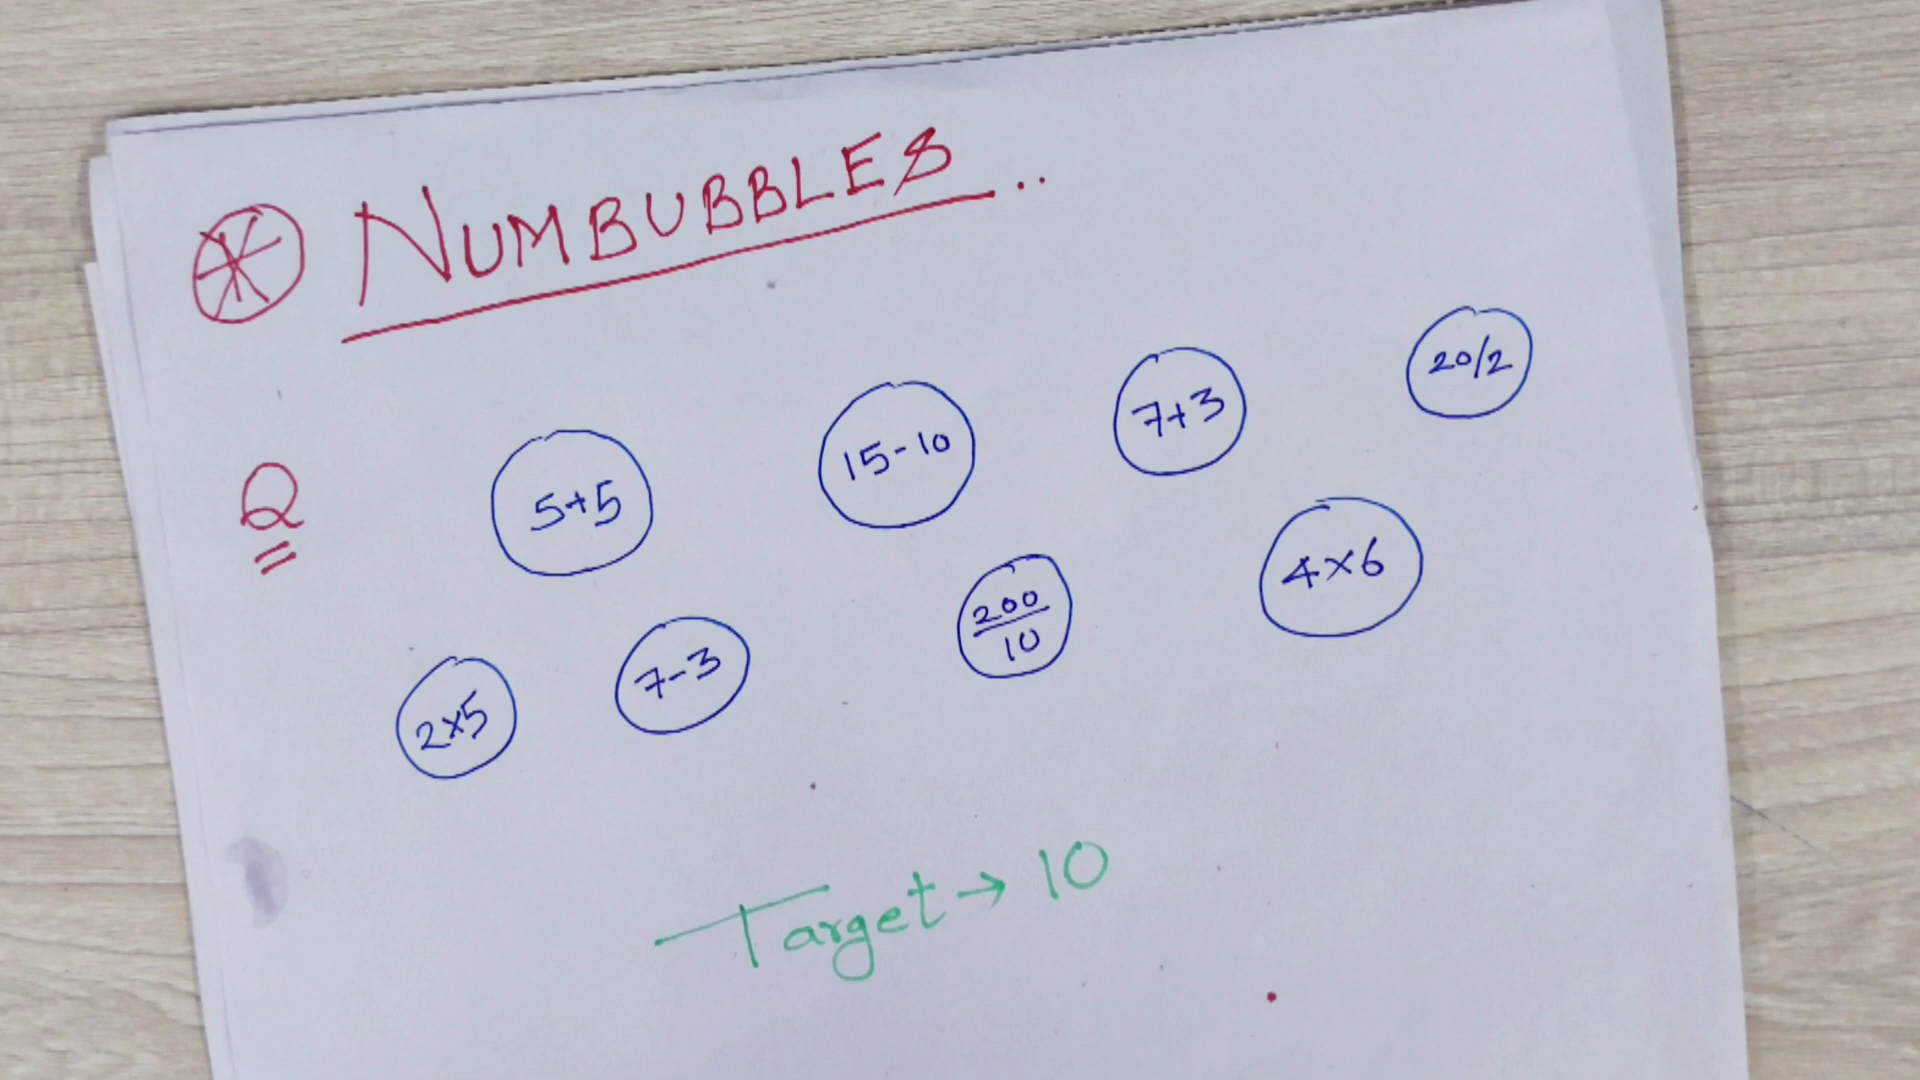 NUMBUBBLES..
Q
5+5
15-10
7+3
20/2
2×5
7-3
200/10
4×6
Target → 10